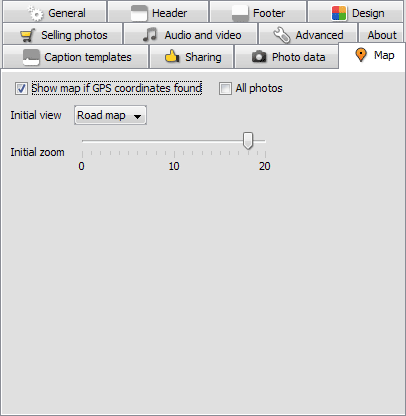 General Header Footer Design
Selling photos Audio and video Advanced About
Caption templates Sharing Photo data Map
Show map if GPS coordinates found All photos
Initial view Road map
Initial zoom
0 10 20